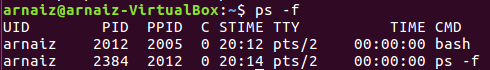 arnaiz@arnaiz-VirtualBox:~$ ps -f
UID PID PPID C STIME TTY TIME CMD
arnaiz 2012 2005 0 20:12 pts/2 00:00:00 bash
arnaiz 2384 2012 0 20:14 pts/2 00:00:00 ps -f